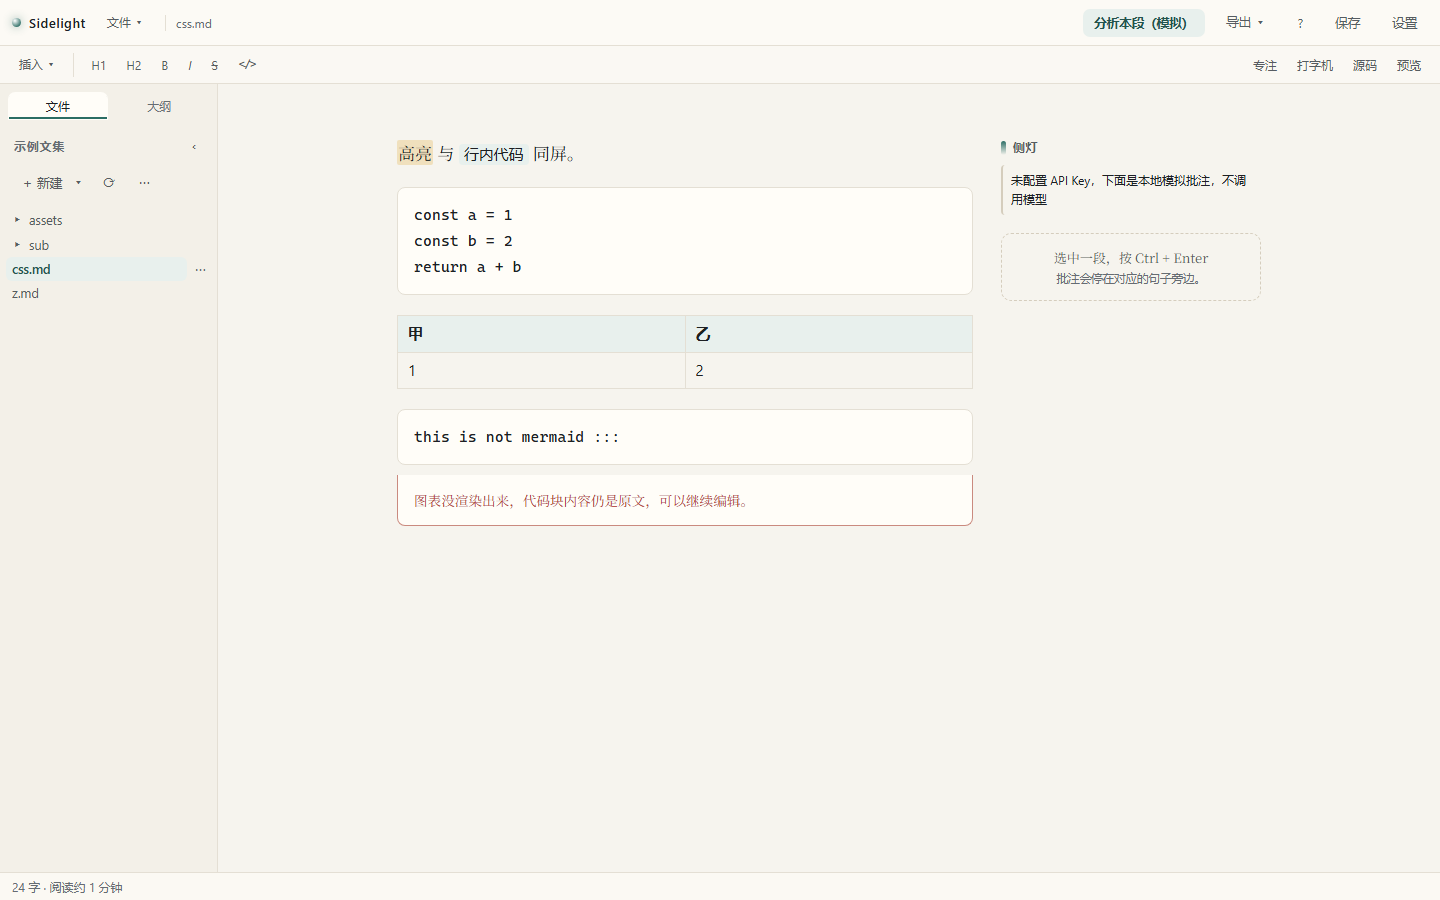 Sidelight 文件 css.md 分析本段（模拟） 导出 ? 保存 设置
插入 H1 H2 B I S </> 专注 打字机 源码 预览
文件 大纲
示例文集
+ 新建 ...
assets
sub
css.md ...
z.md
高亮 与 行内代码 同屏。
const a = 1
const b = 2
return a + b
甲 乙
1 2
this is not mermaid :::
图表没渲染出来，代码块内容仍是原文，可以继续编辑。
侧灯
未配置 API Key，下面是本地模拟批注，不调
用模型
选中一段，按 Ctrl + Enter
批注会停在对应的句子旁边。
24 字 · 阅读约 1 分钟